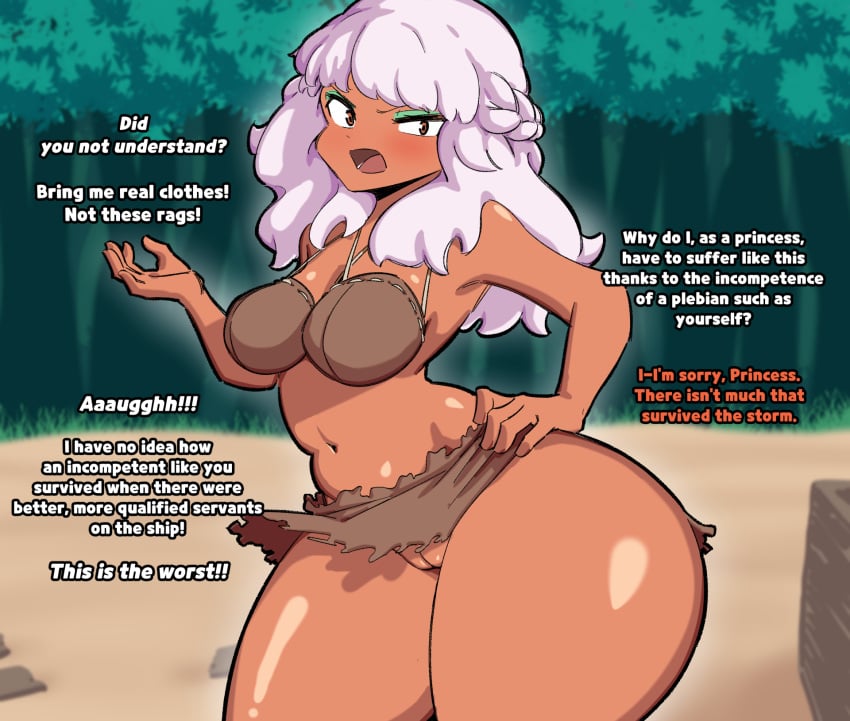 Did
you not understand?
Bring me real clothes!
Not these rags!
Why do I, as a princess,
have to suffer like this
thanks to the incompetence
of a plebian such as
yourself?
I-I'm sorry, Princess.
There isn't much that
survived the storm.
Aaaugghh!!!
I have no idea how
an incompetent like you
survived when there were
better, more qualified servants
on the ship!
This is the worst!!